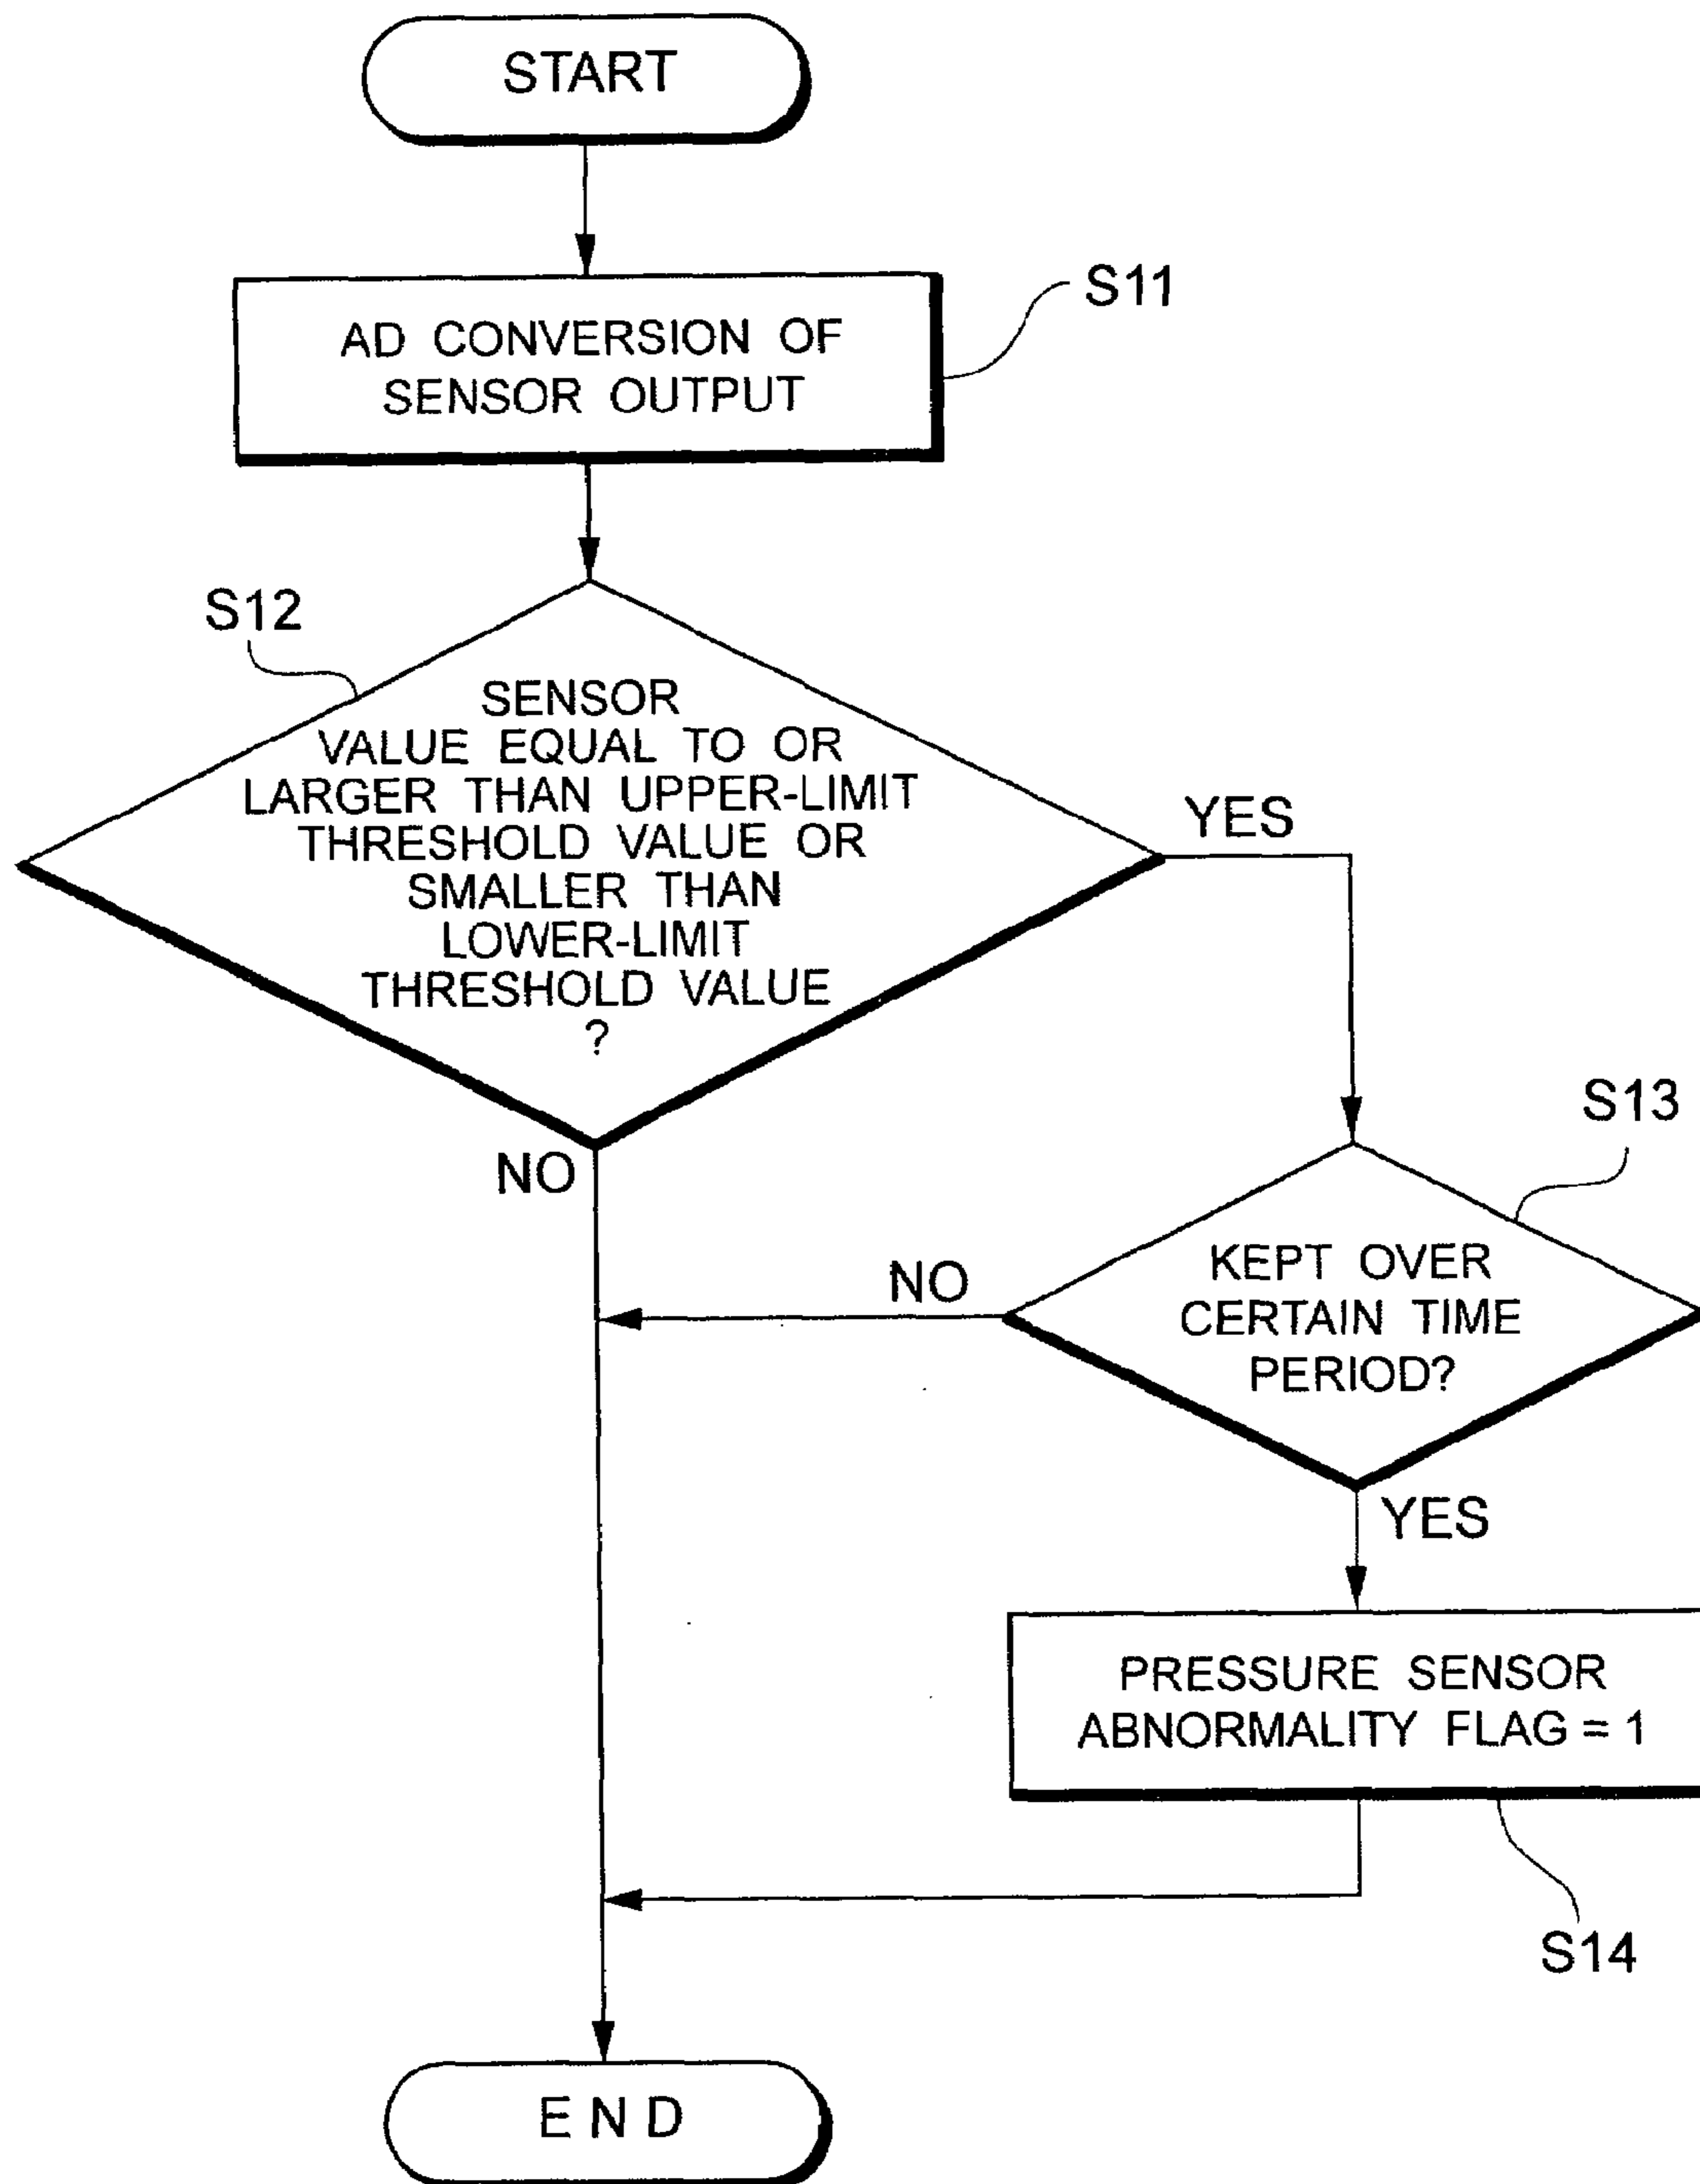 START
S11
AD CONVERSION OF
SENSOR OUTPUT
S12
SENSOR
VALUE EQUAL TO OR
LARGER THAN UPPER-LIMIT
THRESHOLD VALUE OR
SMALLER THAN
LOWER-LIMIT
THRESHOLD VALUE
?
YES
NO
S13
KEPT OVER
CERTAIN TIME
PERIOD?
NO
YES
PRESSURE SENSOR
ABNORMALITY FLAG = 1
S14
END